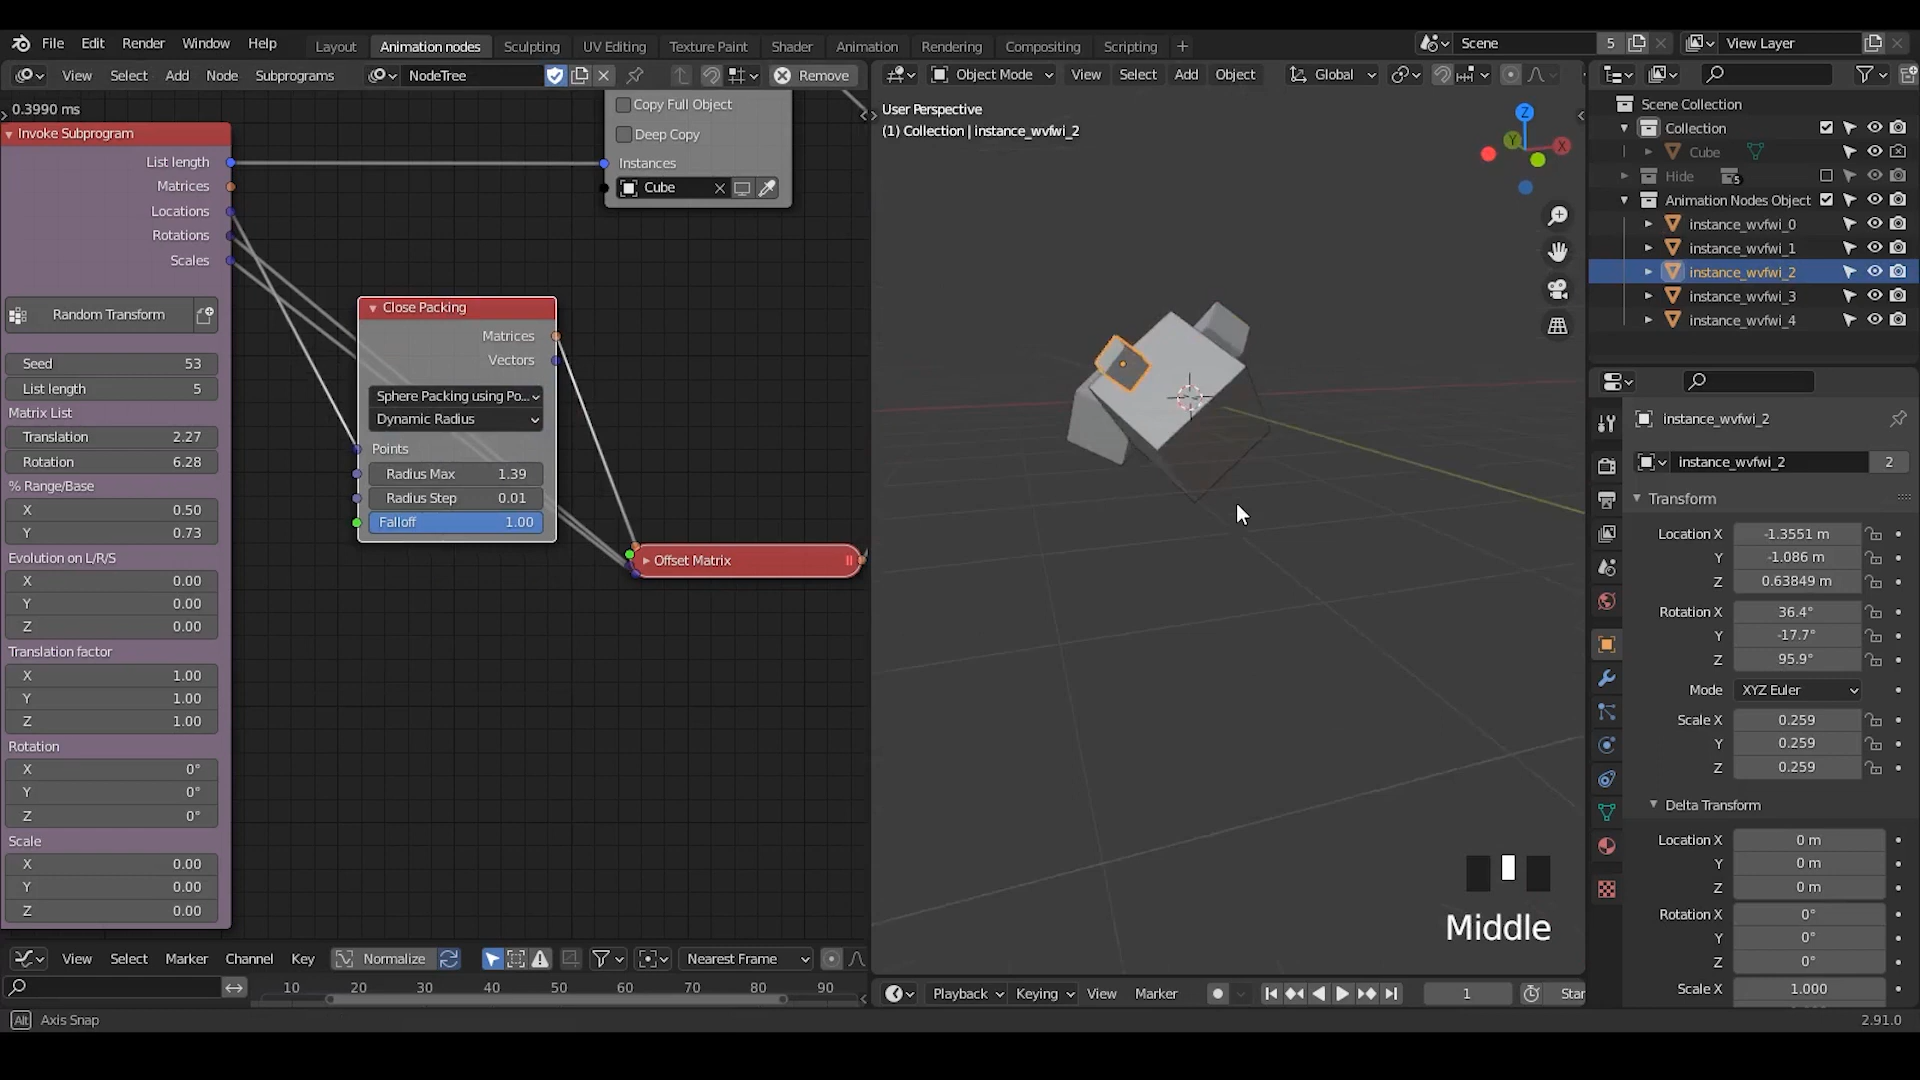 File Edit Render Window Help Layout Animation nodes Sculpting UV Editing Texture Paint Shader Animation Rendering Compositing Scripting + Scene 5 View Layer
View Select Add Node Subprograms NodeTree Remove
Object Mode View Select Add Object Global
0.3990 ms
Invoke Subprogram
List length
Matrices
Locations
Rotations
Scales
Random Transform
Seed 53
List length 5
Matrix List
Translation 2.27
Rotation 6.28
% Range/Base
X 0.50
Y 0.73
Evolution on L/R/S
X 0.00
Y 0.00
Z 0.00
Translation factor
X 1.00
Y 1.00
Z 1.00
Rotation
X 0°
Y 0°
Z 0°
Scale
X 0.00
Y 0.00
Z 0.00
Copy Full Object
Deep Copy
Instances
Cube
Close Packing
Matrices
Vectors
Sphere Packing using Po...
Dynamic Radius
Points
Radius Max 1.39
Radius Step 0.01
Falloff 1.00
Offset Matrix
User Perspective
(1) Collection | instance_wvfwi_2
Z
Y
X
Middle
Scene Collection
Collection
Cube
Hide 5
Animation Nodes Object
instance_wvfwi_0
instance_wvfwi_1
instance_wvfwi_2
instance_wvfwi_3
instance_wvfwi_4
instance_wvfwi_2
instance_wvfwi_2 2
Transform
Location X -1.3551 m
Y -1.086 m
Z 0.63849 m
Rotation X 36.4°
Y -17.7°
Z 95.9°
Mode XYZ Euler
Scale X 0.259
Y 0.259
Z 0.259
Delta Transform
Location X 0 m
Y 0 m
Z 0 m
Rotation X 0°
Y 0°
Z 0°
Scale X 1.000
View Select Marker Channel Key Normalize Nearest Frame
10 20 30 40 50 60 70 80 90
Playback Keying View Marker 1 Star
Alt Axis Snap
2.91.0